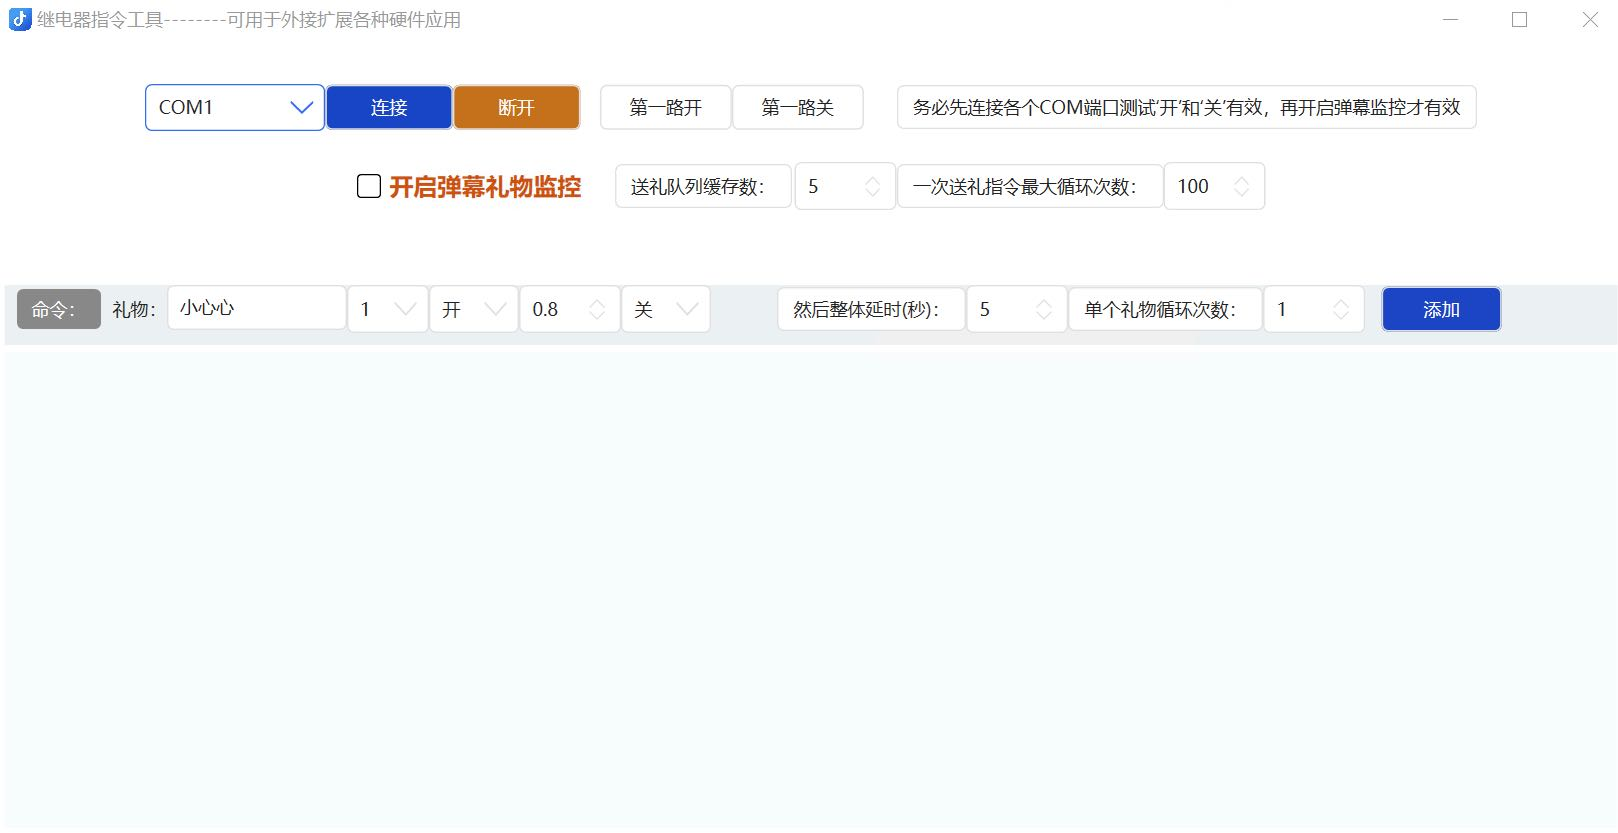 继电器指令工具--------可用于外接扩展各种硬件应用
COM1 连接 断开 第一路开 第一路关 务必先连接各个COM端口测试‘开’和‘关’有效，再开启弹幕监控才有效
开启弹幕礼物监控 送礼队列缓存数： 5 一次送礼指令最大循环次数： 100
命令： 礼物： 小心心 1 开 0.8 关 然后整体延时(秒)： 5 单个礼物循环次数： 1 添加